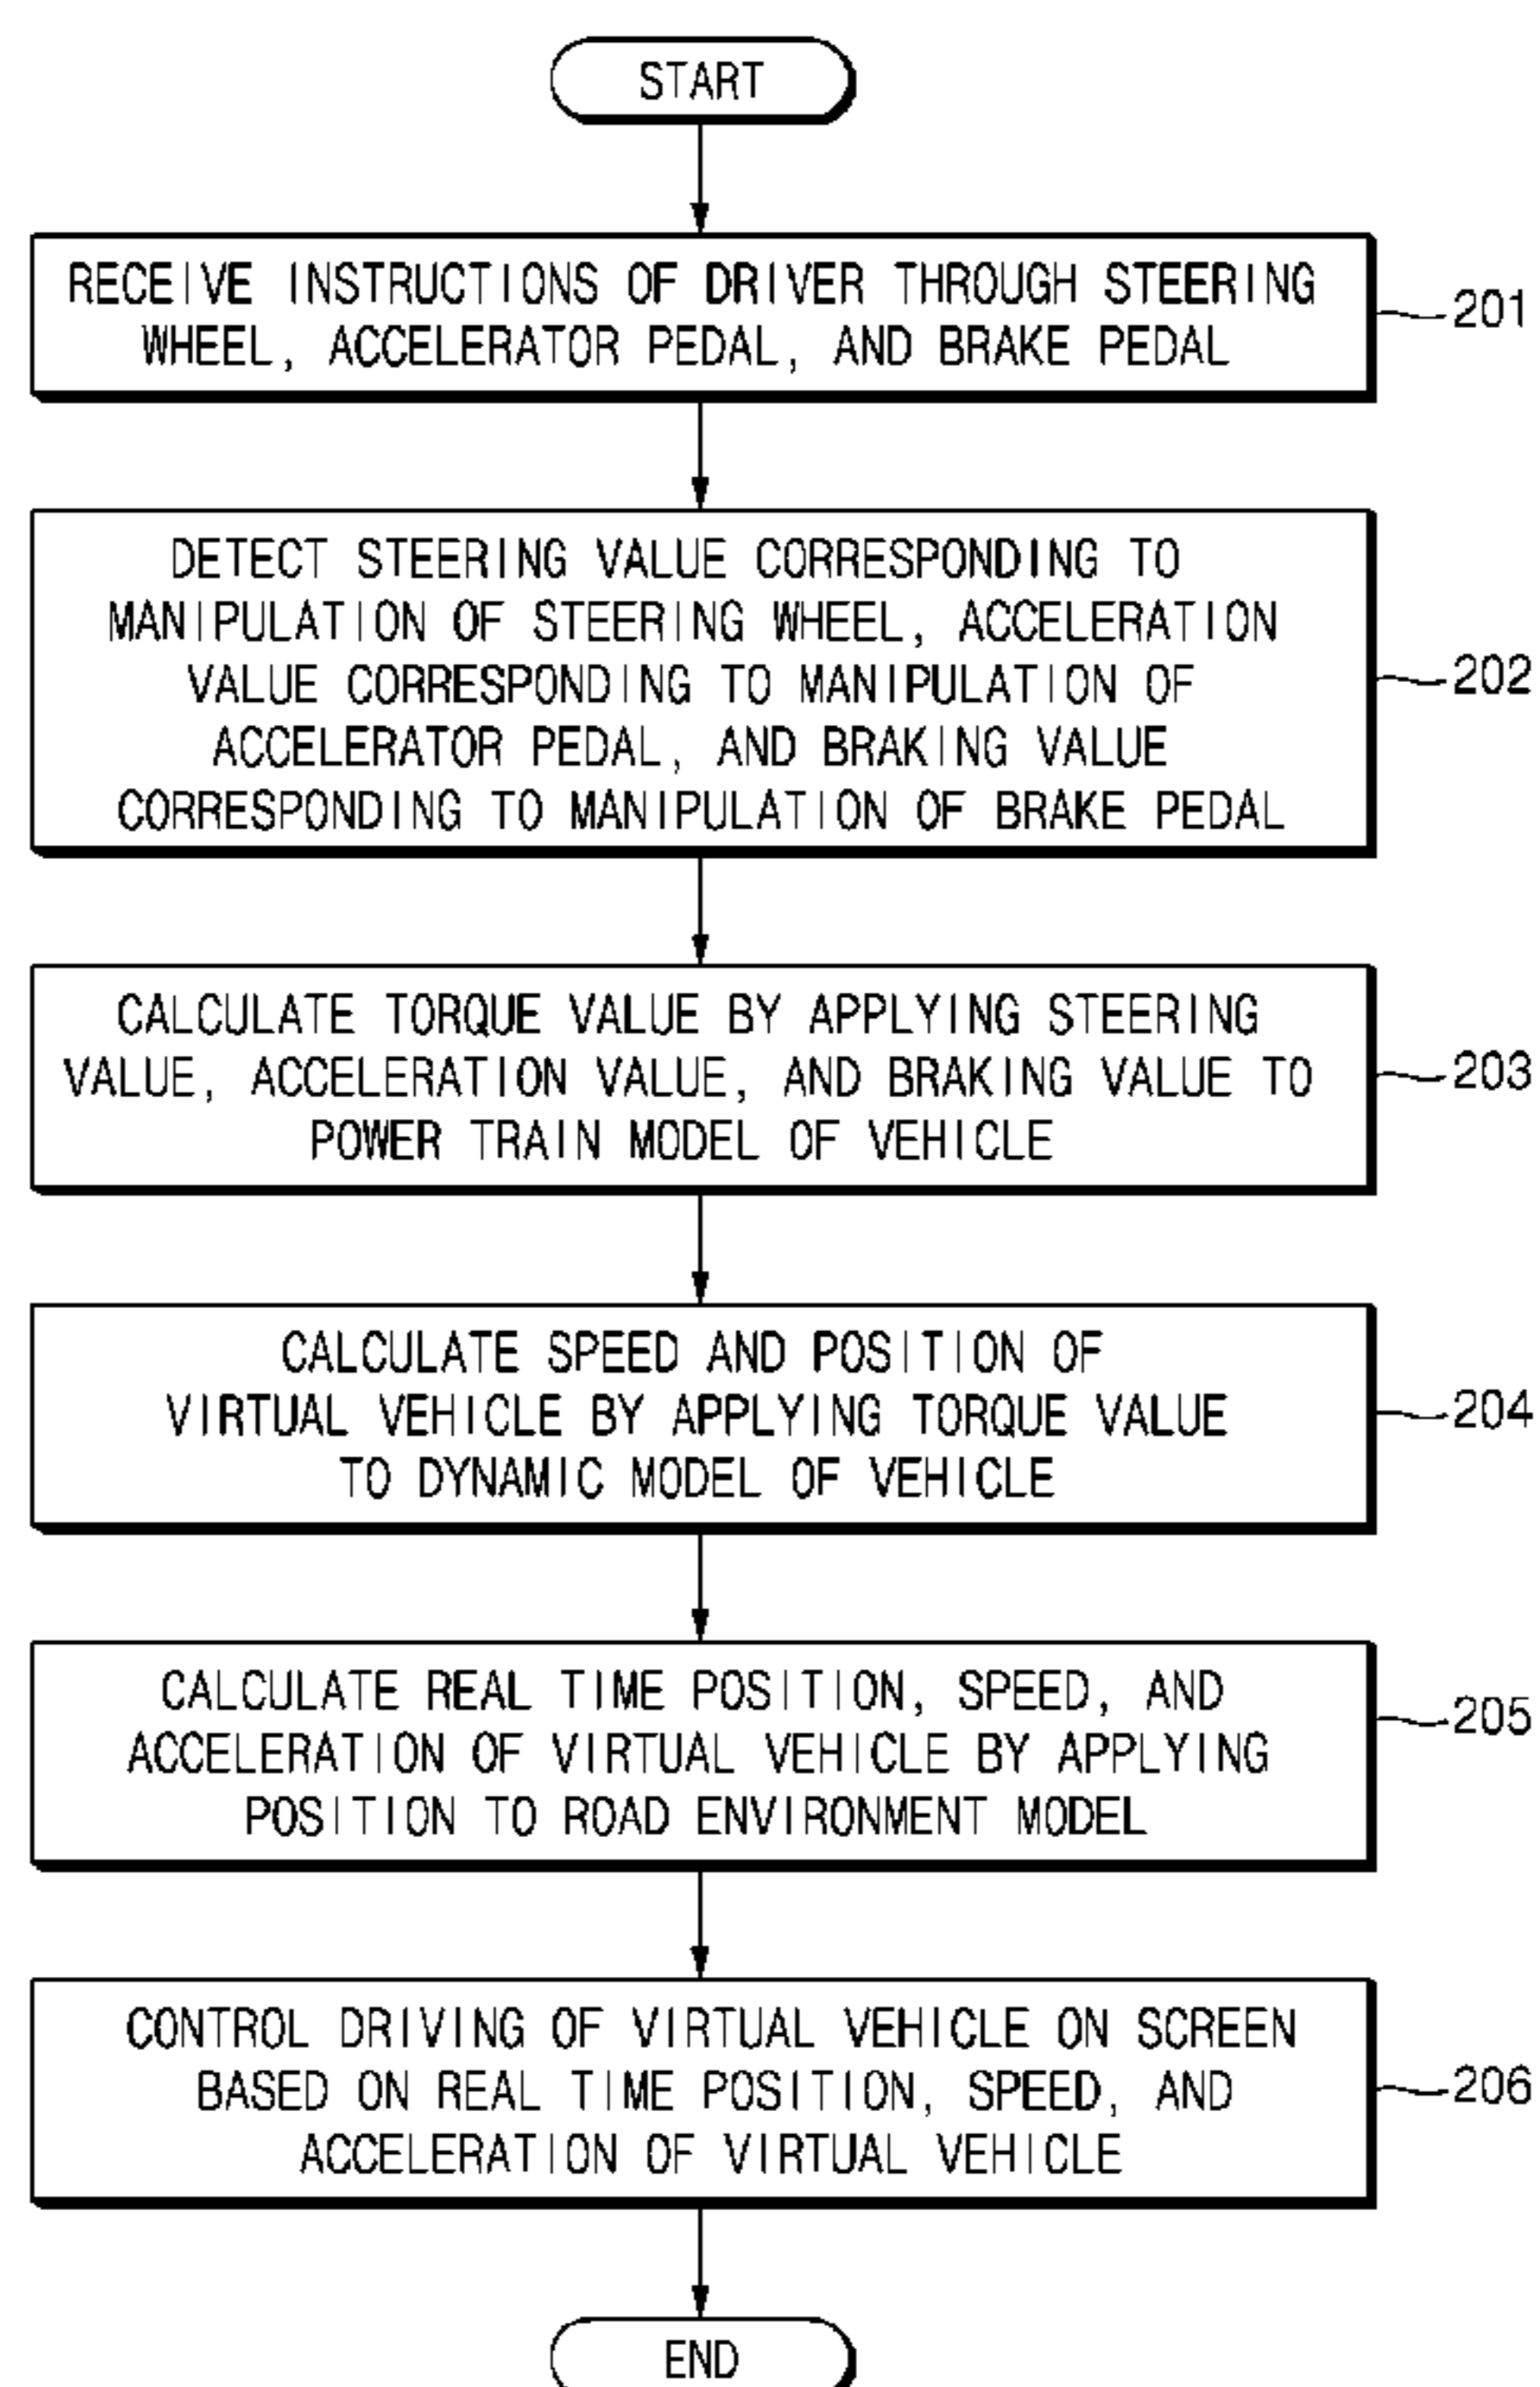 START
RECEIVE INSTRUCTIONS OF DRIVER THROUGH STEERING
WHEEL, ACCELERATOR PEDAL, AND BRAKE PEDAL
201
DETECT STEERING VALUE CORRESPONDING TO
MANIPULATION OF STEERING WHEEL, ACCELERATION
VALUE CORRESPONDING TO MANIPULATION OF
ACCELERATOR PEDAL, AND BRAKING VALUE
CORRESPONDING TO MANIPULATION OF BRAKE PEDAL
202
CALCULATE TORQUE VALUE BY APPLYING STEERING
VALUE, ACCELERATION VALUE, AND BRAKING VALUE TO
POWER TRAIN MODEL OF VEHICLE
203
CALCULATE SPEED AND POSITION OF
VIRTUAL VEHICLE BY APPLYING TORQUE VALUE
TO DYNAMIC MODEL OF VEHICLE
204
CALCULATE REAL TIME POSITION, SPEED, AND
ACCELERATION OF VIRTUAL VEHICLE BY APPLYING
POSITION TO ROAD ENVIRONMENT MODEL
205
CONTROL DRIVING OF VIRTUAL VEHICLE ON SCREEN
BASED ON REAL TIME POSITION, SPEED, AND
ACCELERATION OF VIRTUAL VEHICLE
206
END